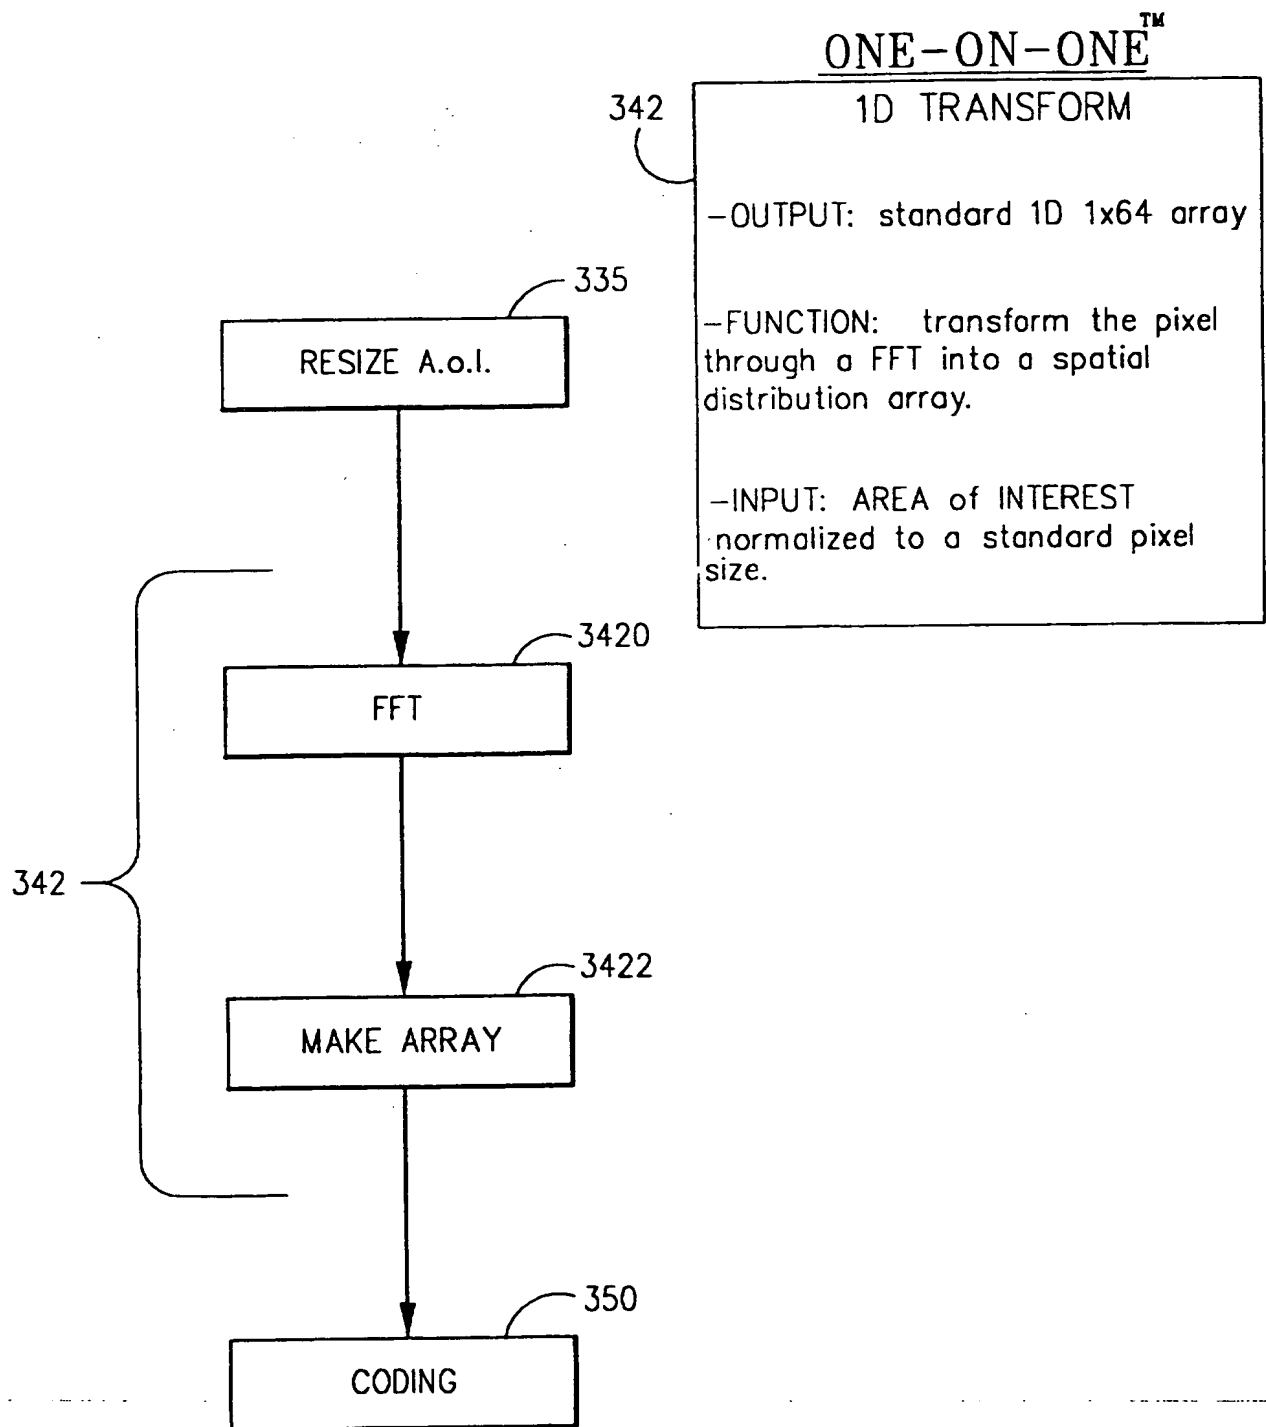 ONE-ON-ONE™
342
1D TRANSFORM
-OUTPUT: standard 1D 1x64 array
-FUNCTION: transform the pixel
through a FFT into a spatial
distribution array.
-INPUT: AREA of INTEREST
normalized to a standard pixel
size.
335
RESIZE A.o.I.
3420
FFT
342
3422
MAKE ARRAY
350
CODING